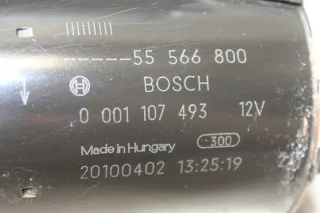 ------55 566 800
BOSCH
0 001 107 493 12V
Made in Hungary 300
20100402 13:25:19